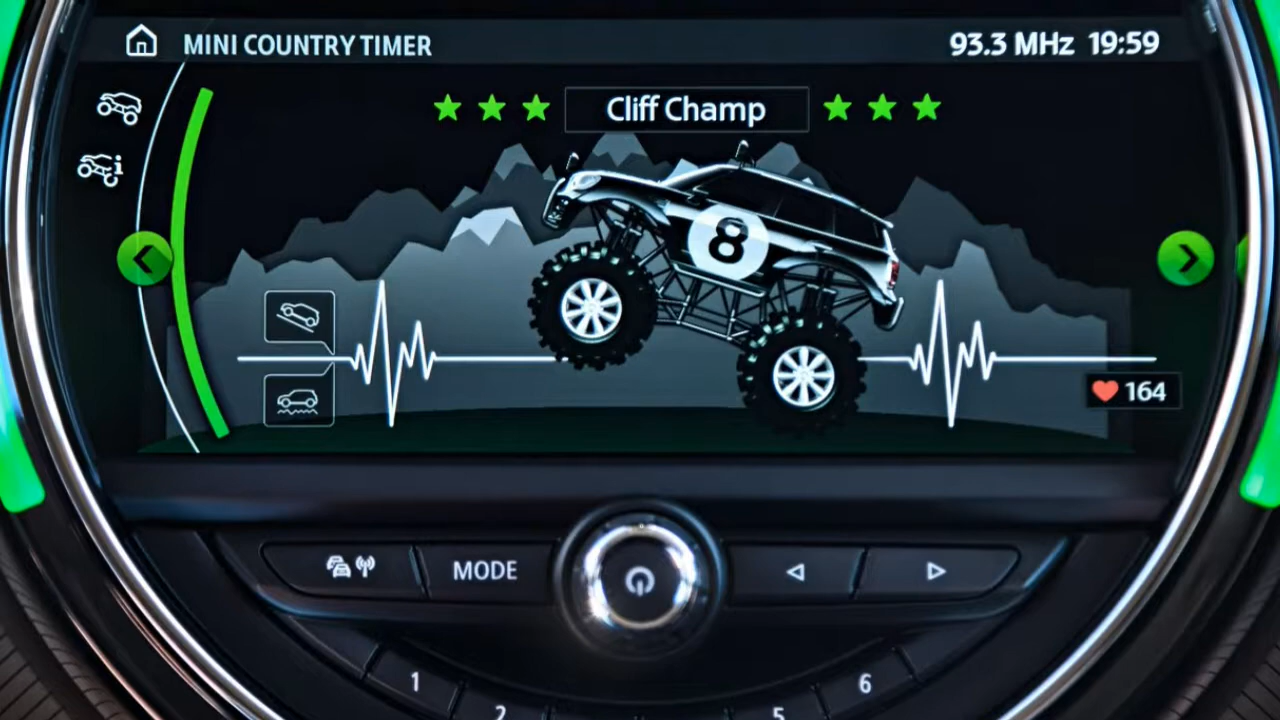 MINI COUNTRY TIMER
93.3 MHz 19:59
Cliff Champ
i
8
164
MODE
1
2
5
6